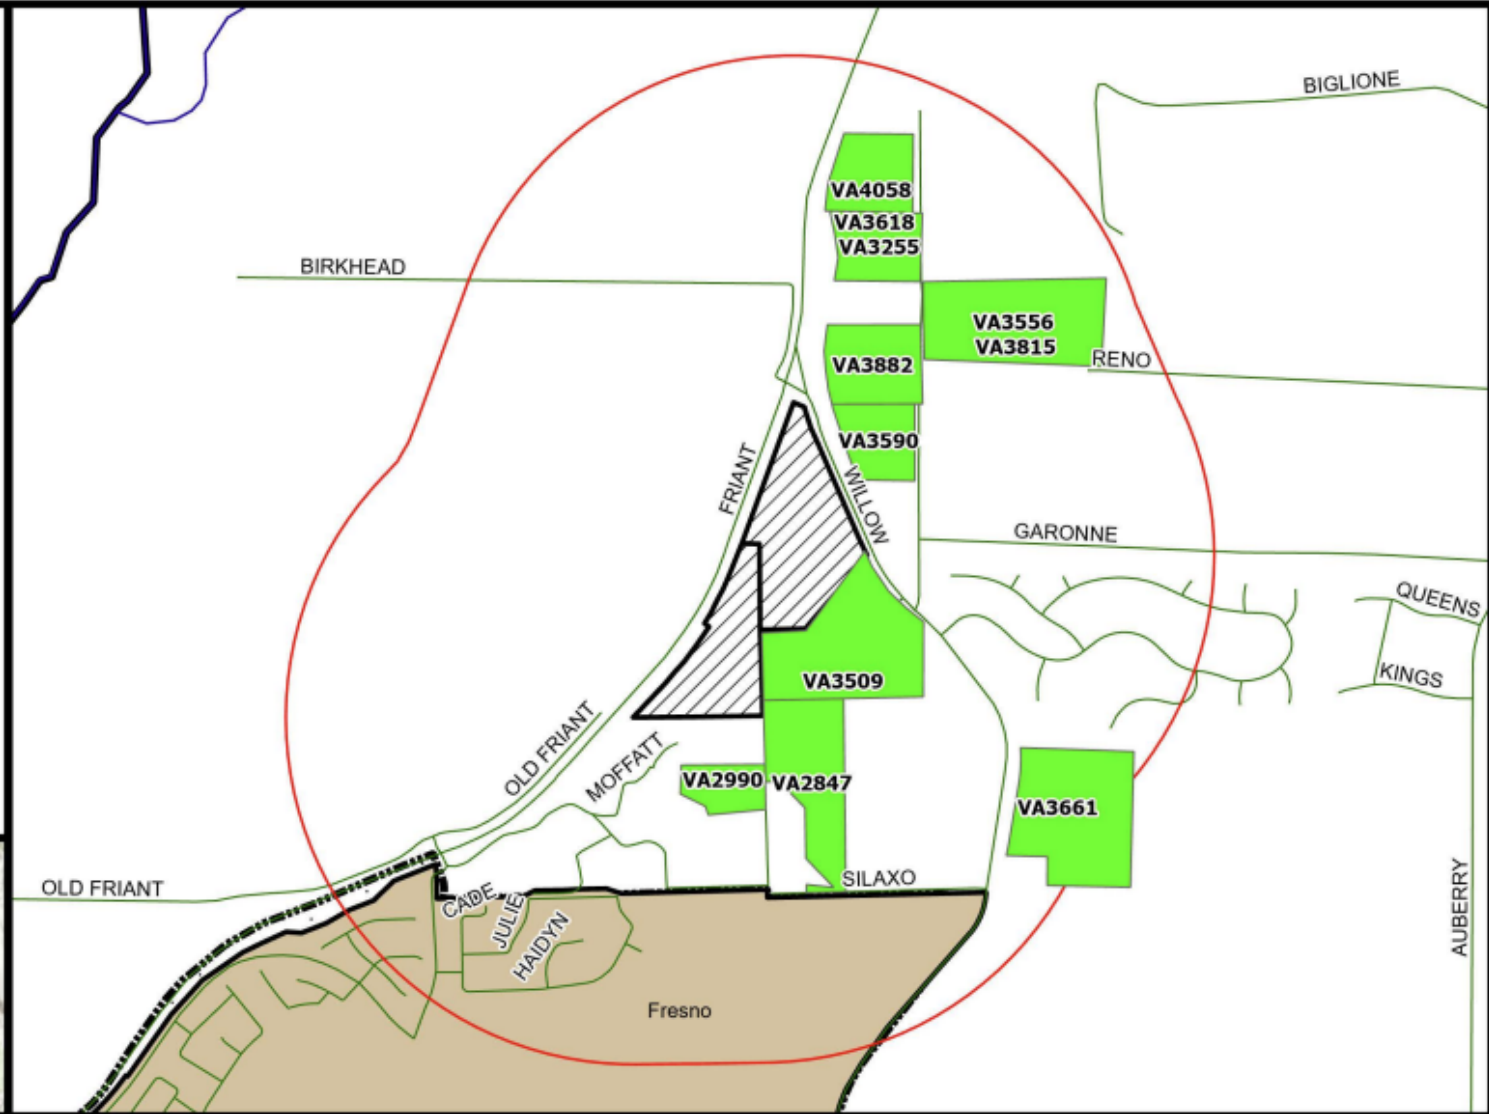 BIGLIONE
VA4058
VA3618
VA3255
BIRKHEAD
VA3556
VA3815
RENO
VA3882
VA3590
FRIANT
WILLOW
GARONNE
QUEENS
KINGS
VA3509
OLD FRIANT
MOFFATT
VA2990
VA2847
VA3661
OLD FRIANT
SILAXO
CADE
JULIE
HAIDYN
AUBERRY
Fresno